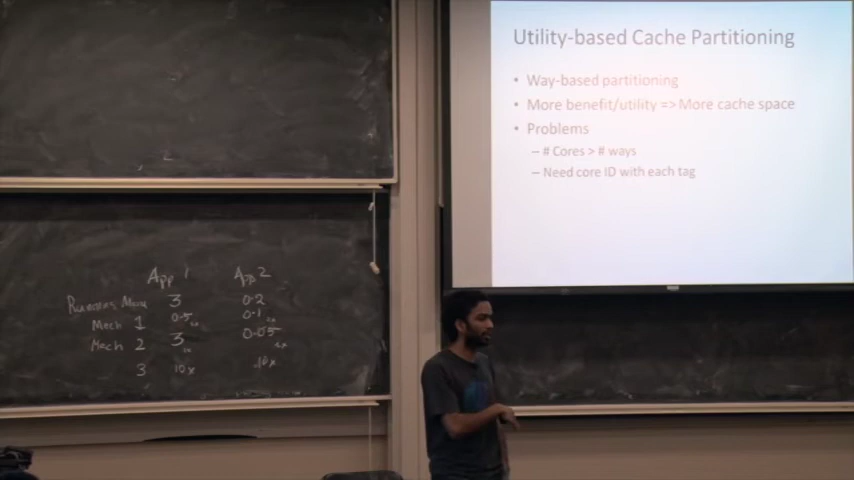 Utility-based Cache Partitioning
• Way-based partitioning
• More benefit/utility => More cache space
• Problems
– # Cores > # ways
– Need core ID with each tag
App 1 App 2
Running 3 0.2
Mech 1 0.5 0.1
Mech 2 3 0.05
3 10x 10x